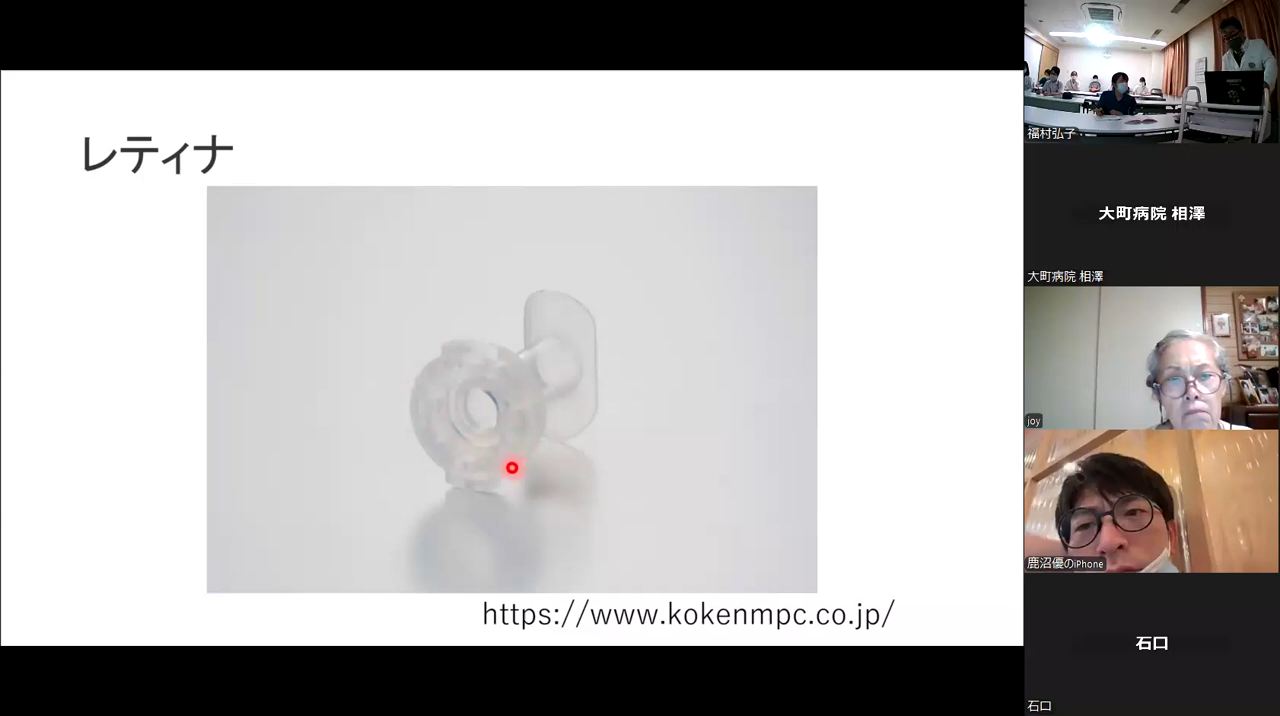 レティナ
https://www.kokenmpc.co.jp/
福村弘子
大町病院 相澤
大町病院 相澤
joy
鹿沼優のiPhone
石口
石口